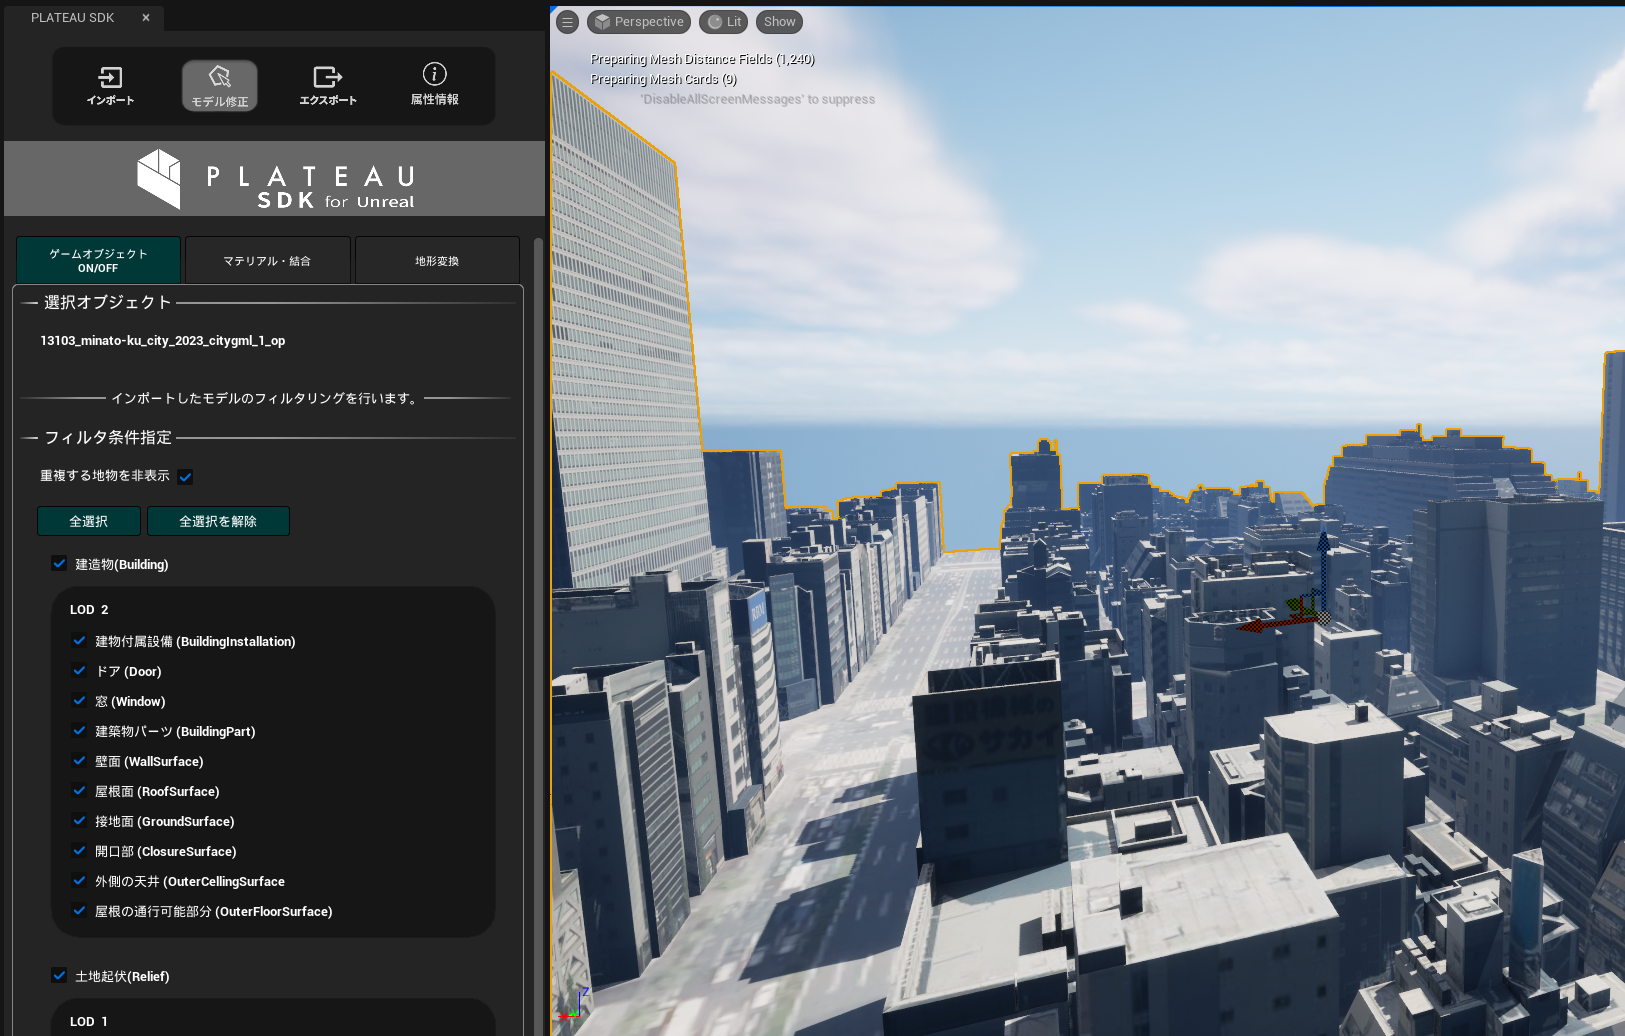 PLATEAU SDK ×
インポート
モデル修正
エクスポート
属性情報
PLATEAU
SDK for Unreal
ゲームオブジェクト
ON/OFF
マテリアル・結合
地形変換
選択オブジェクト
13103_minato-ku_city_2023_citygml_1_op
インポートしたモデルのフィルタリングを行います。
フィルタ条件指定
重複する地物を非表示
全選択
全選択を解除
建造物(Building)
LOD 2
建物付属設備 (BuildingInstallation)
ドア (Door)
窓 (Window)
建築物パーツ (BuildingPart)
壁面 (WallSurface)
屋根面 (RoofSurface)
接地面 (GroundSurface)
開口部 (ClosureSurface)
外側の天井 (OuterCellingSurface
屋根の通行可能部分 (OuterFloorSurface)
土地起伏(Relief)
LOD 1
Perspective
Lit
Show
Preparing Mesh Distance Fields (1,240)
Preparing Mesh Cards (9)
'DisableAllScreenMessages' to suppress
サカイ
Z